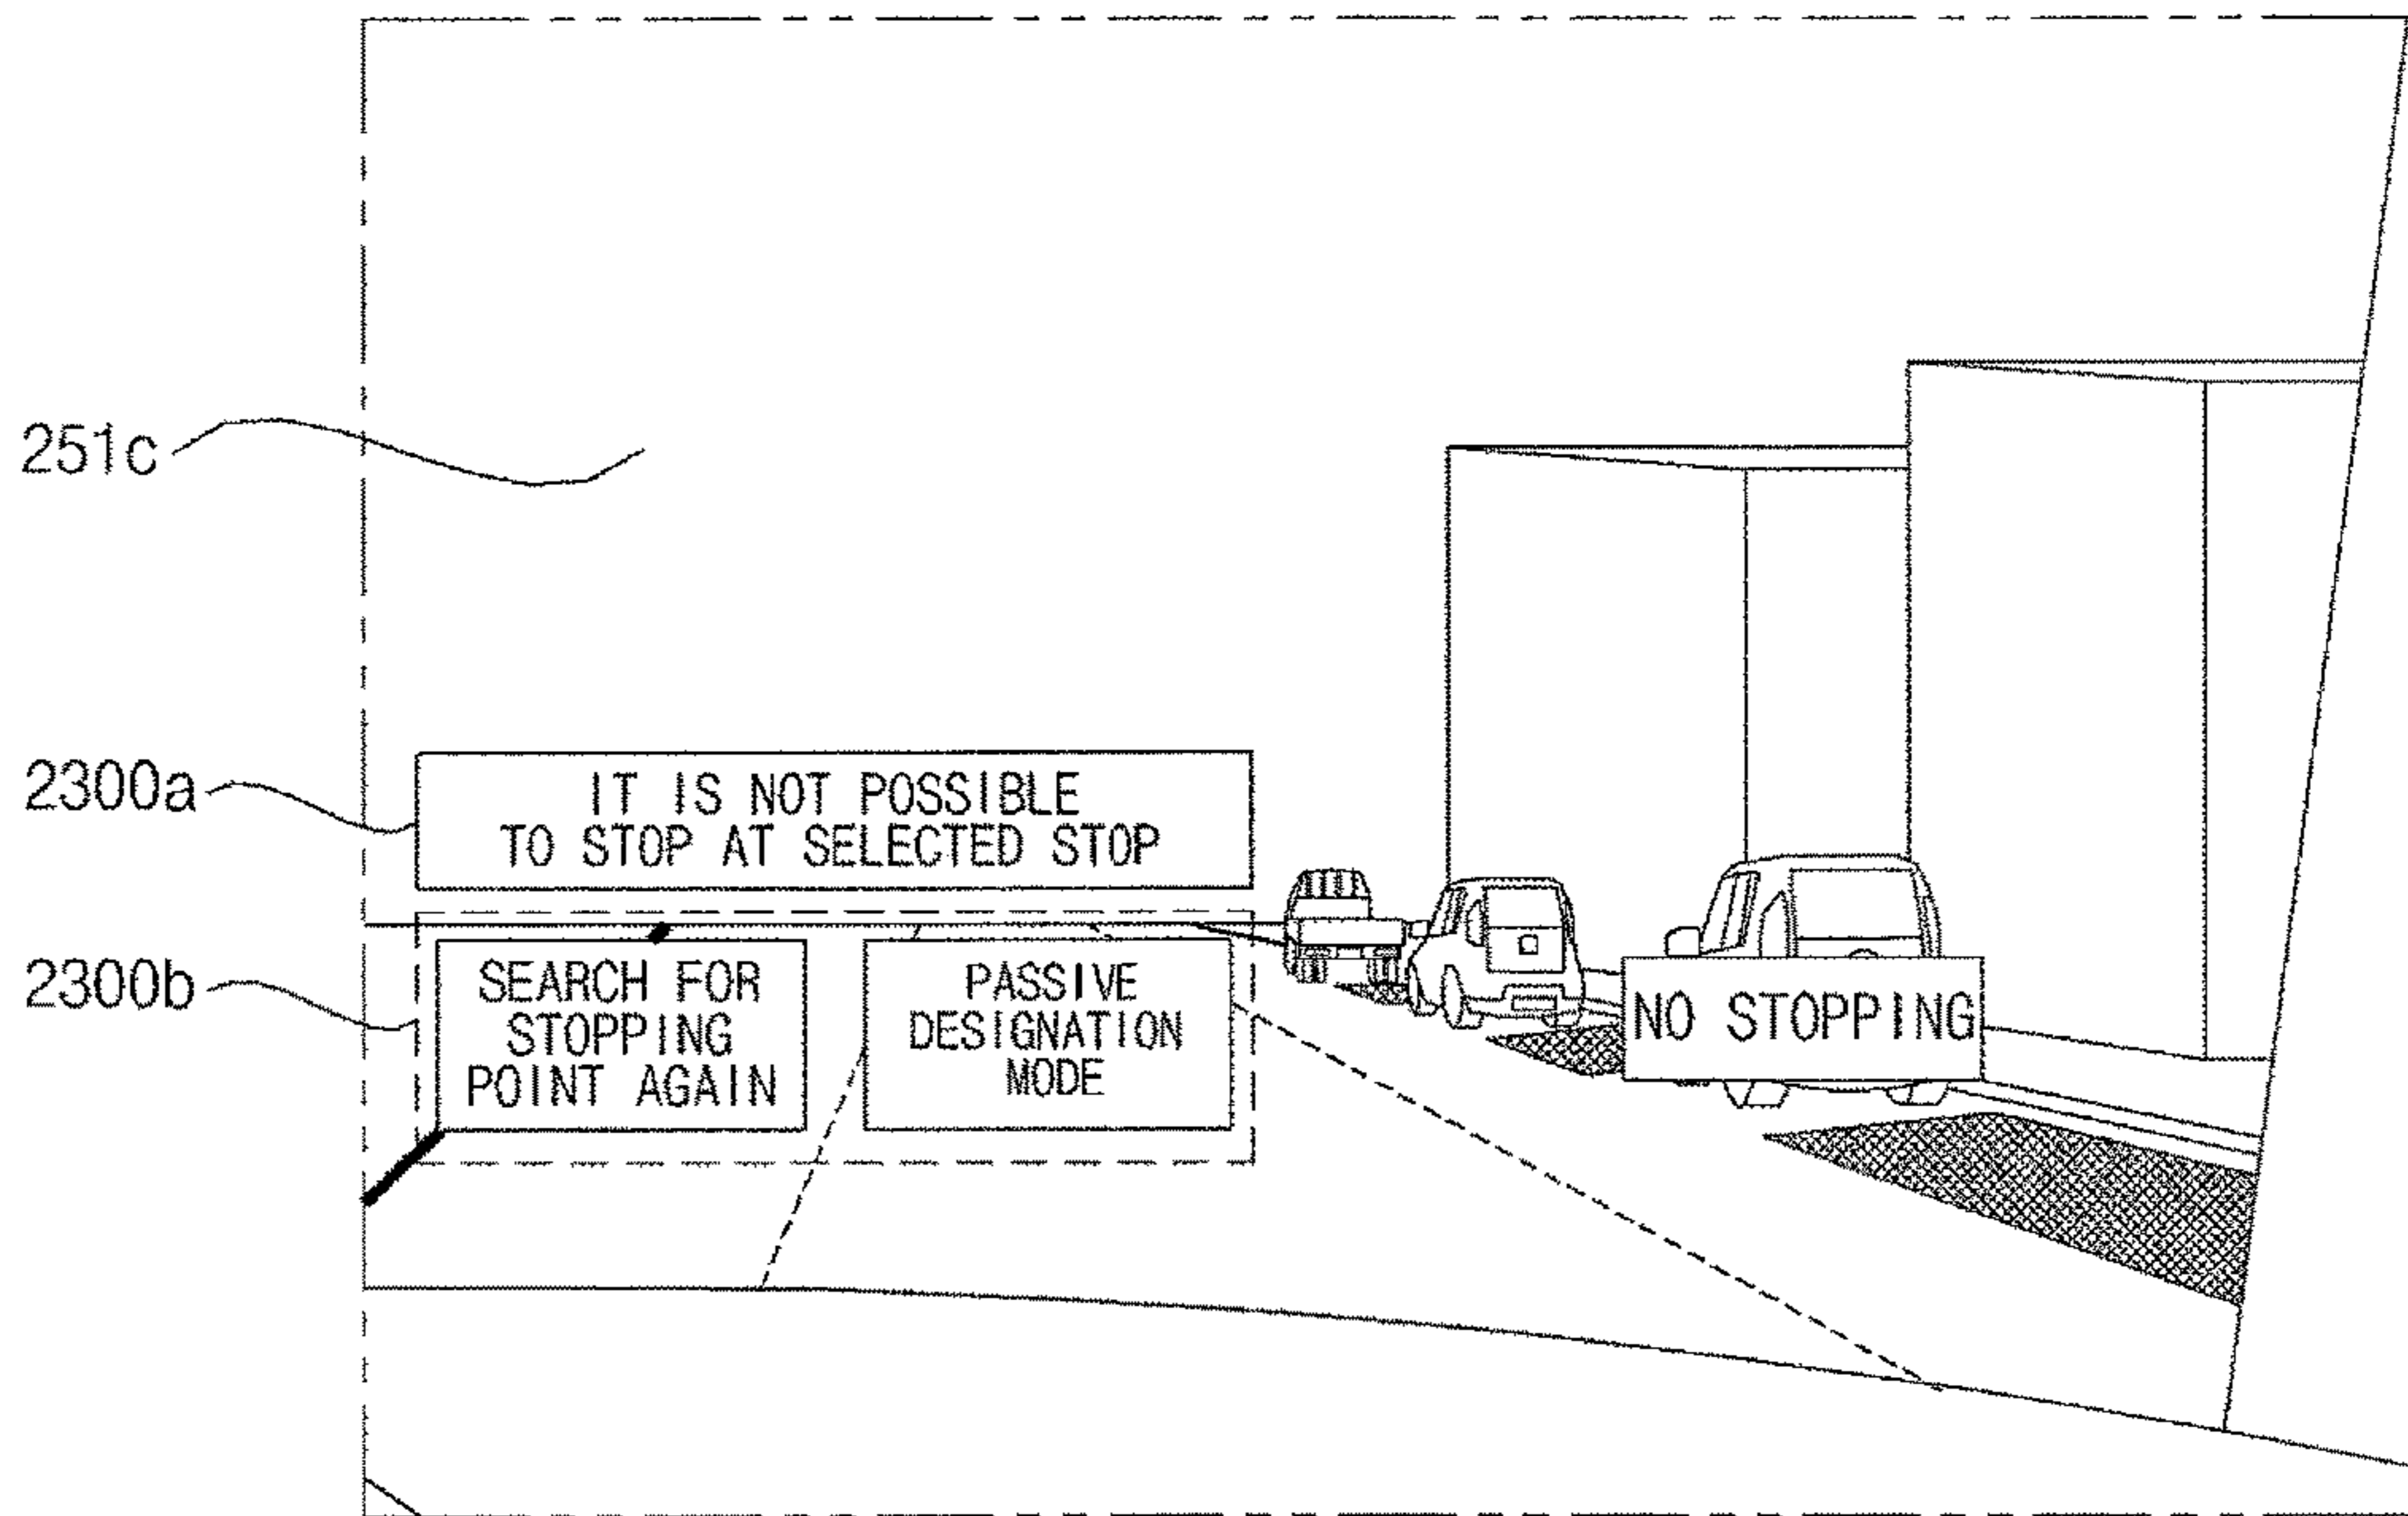 251c
2300a
IT IS NOT POSSIBLE
TO STOP AT SELECTED STOP
2300b
SEARCH FOR
STOPPING
POINT AGAIN
PASSIVE
DESIGNATION
MODE
NO STOPPING